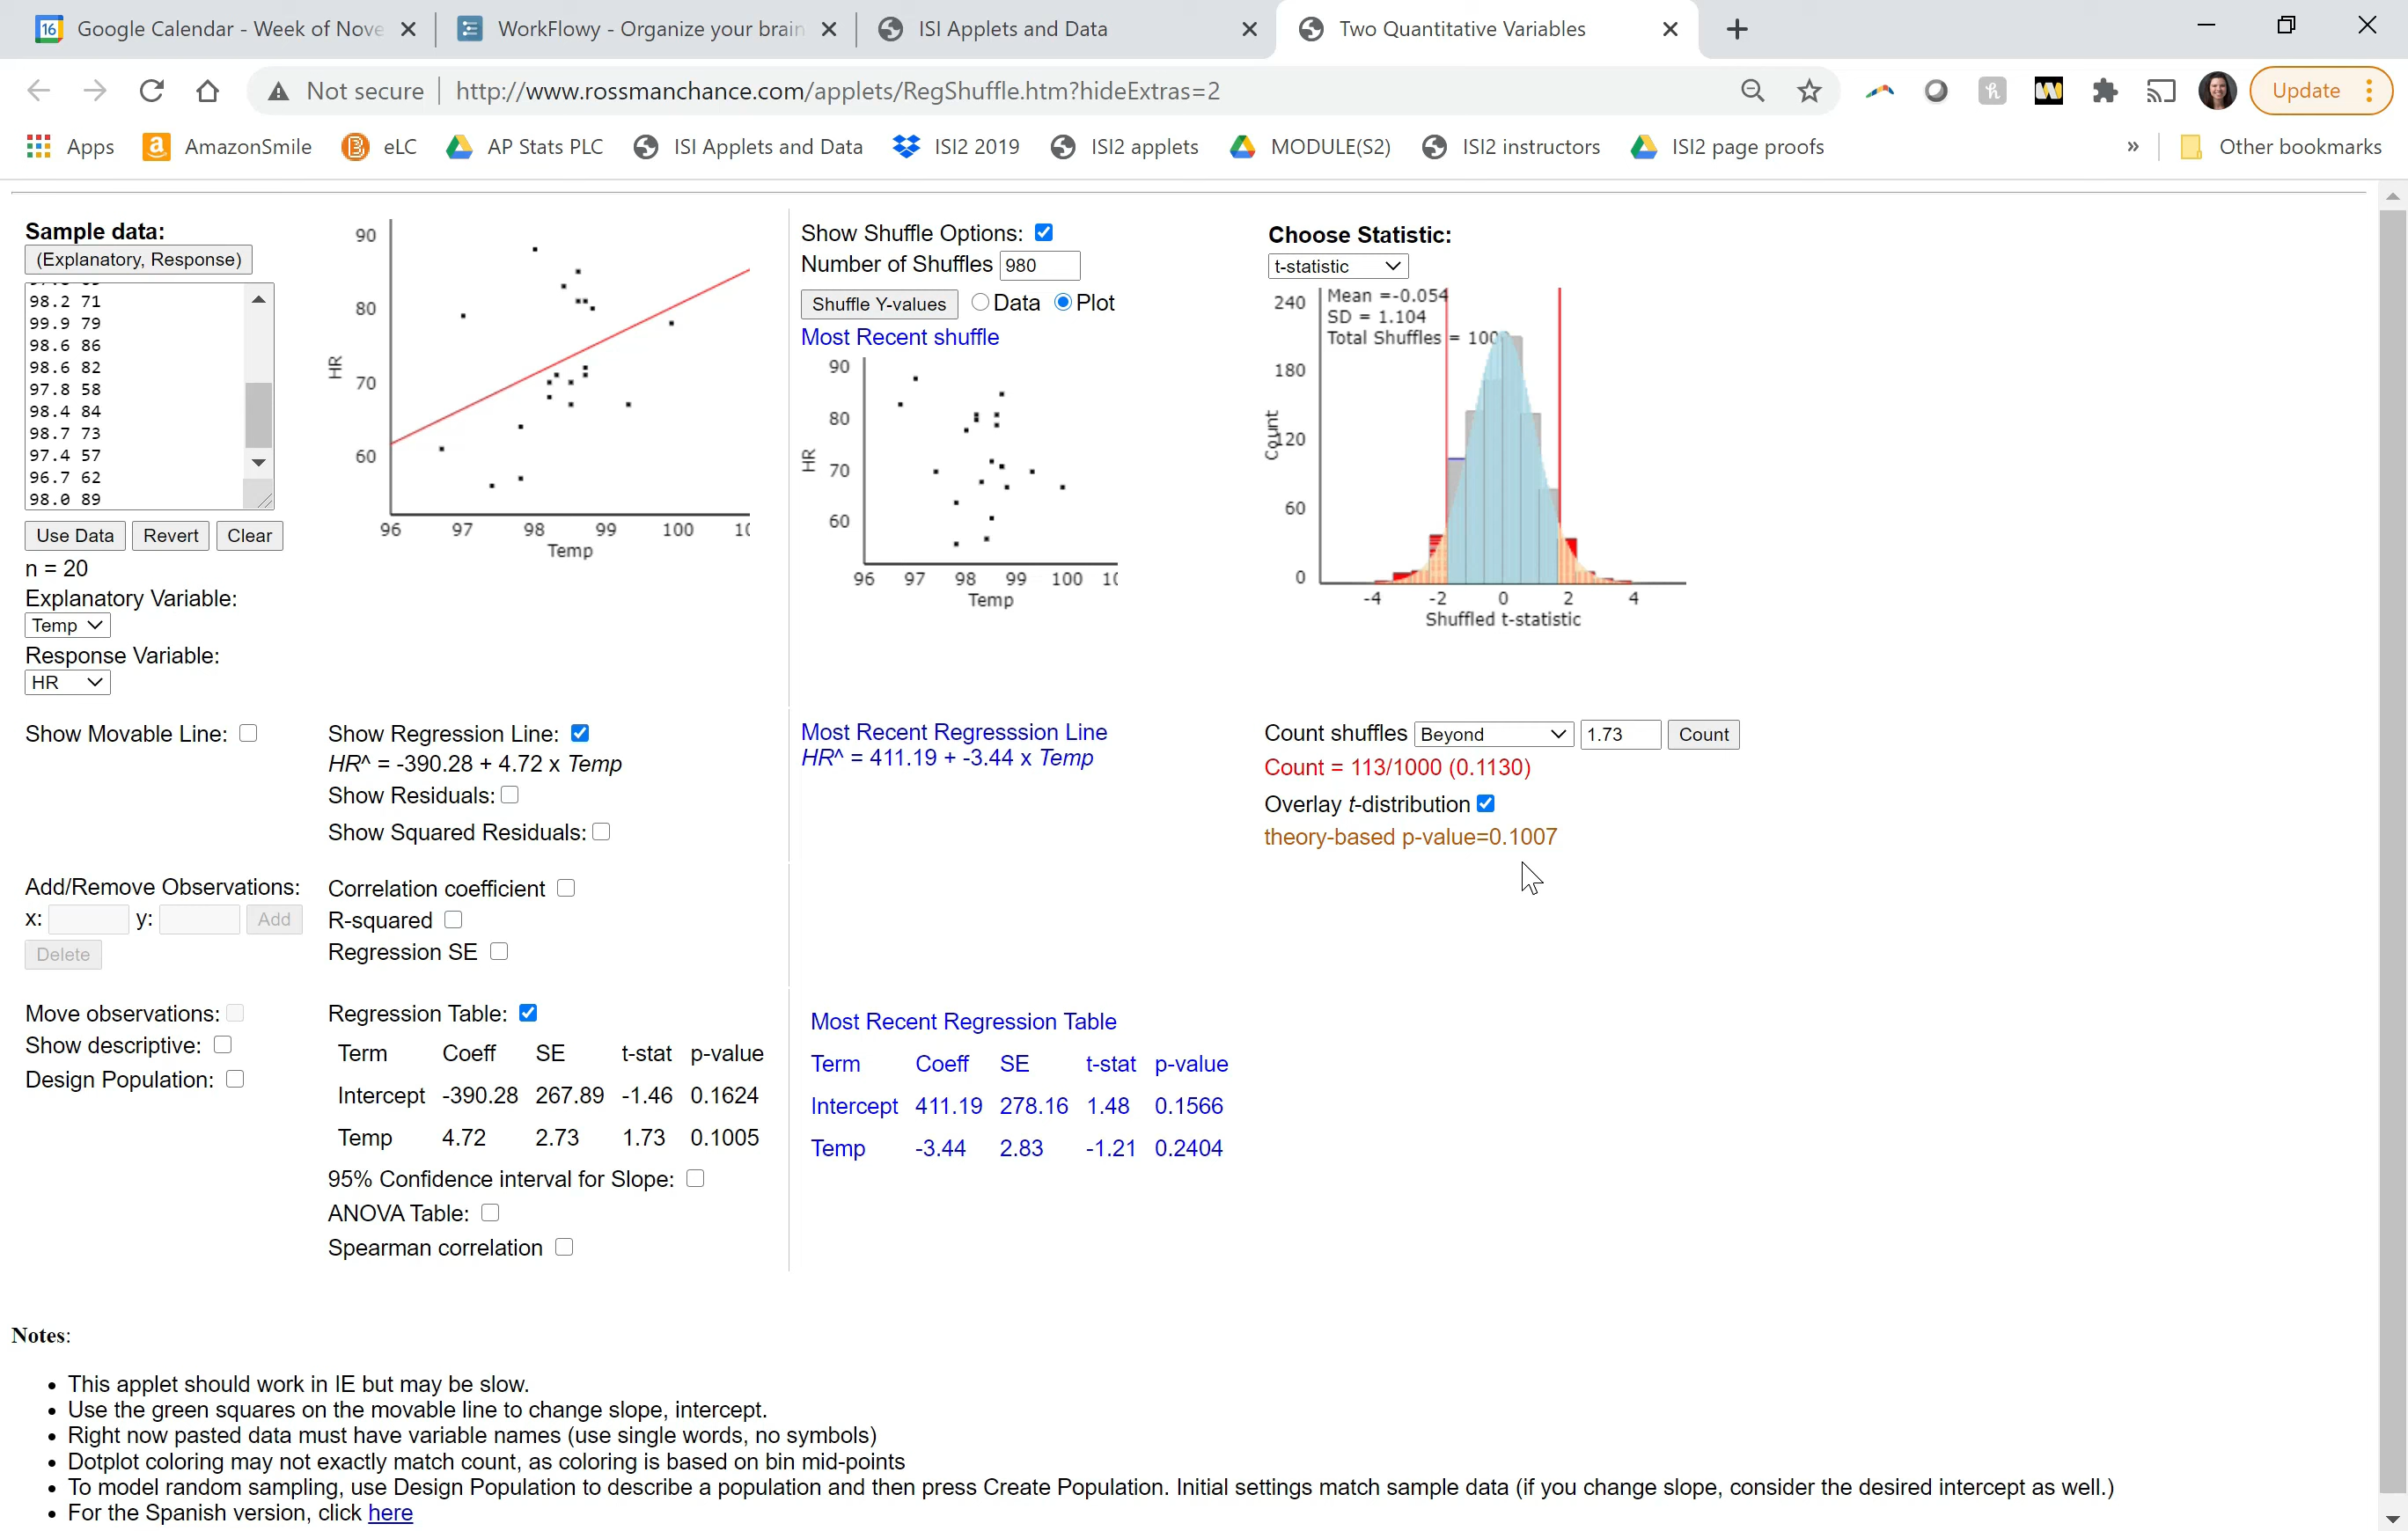 16 Google Calendar - Week of Nove
WorkFlowy - Organize your brain
ISI Applets and Data
Two Quantitative Variables
Not secure
http://www.rossmanchance.com/applets/RegShuffle.htm?hideExtras=2
Update
Apps
AmazonSmile
eLC
AP Stats PLC
ISI Applets and Data
ISI2 2019
ISI2 applets
MODULE(S2)
ISI2 instructors
ISI2 page proofs
»
Other bookmarks
Sample data:
(Explanatory, Response)
98.2 71
99.9 79
98.6 86
98.6 82
97.8 58
98.4 84
98.7 73
97.4 57
96.7 62
98.0 89
Use Data Revert Clear
n = 20
Explanatory Variable:
Temp
Response Variable:
HR
90
80
70
60
HR
96 97 98 99 100
Temp
Show Shuffle Options:
Number of Shuffles 980
Shuffle Y-values Data Plot
Most Recent shuffle
90
80
70
60
HR
96 97 98 99 100
Temp
Choose Statistic:
t-statistic
Mean =-0.054
SD = 1.104
Total Shuffles = 100
240
180
120
60
0
Count
-4 -2 0 2 4
Shuffled t-statistic
Show Movable Line:
Show Regression Line:
HR^ = -390.28 + 4.72 x Temp
Show Residuals:
Show Squared Residuals:
Most Recent Regresssion Line
HR^ = 411.19 + -3.44 x Temp
Count shuffles Beyond 1.73 Count
Count = 113/1000 (0.1130)
Overlay t-distribution
theory-based p-value=0.1007
Add/Remove Observations:
x: y: Add
Delete
Correlation coefficient
R-squared
Regression SE
Move observations:
Show descriptive:
Design Population:
Regression Table:
Term Coeff SE t-stat p-value
Intercept -390.28 267.89 -1.46 0.1624
Temp 4.72 2.73 1.73 0.1005
95% Confidence interval for Slope:
ANOVA Table:
Spearman correlation
Most Recent Regression Table
Term Coeff SE t-stat p-value
Intercept 411.19 278.16 1.48 0.1566
Temp -3.44 2.83 -1.21 0.2404
Notes:
• This applet should work in IE but may be slow.
• Use the green squares on the movable line to change slope, intercept.
• Right now pasted data must have variable names (use single words, no symbols)
• Dotplot coloring may not exactly match count, as coloring is based on bin mid-points
• To model random sampling, use Design Population to describe a population and then press Create Population. Initial settings match sample data (if you change slope, consider the desired intercept as well.)
• For the Spanish version, click here